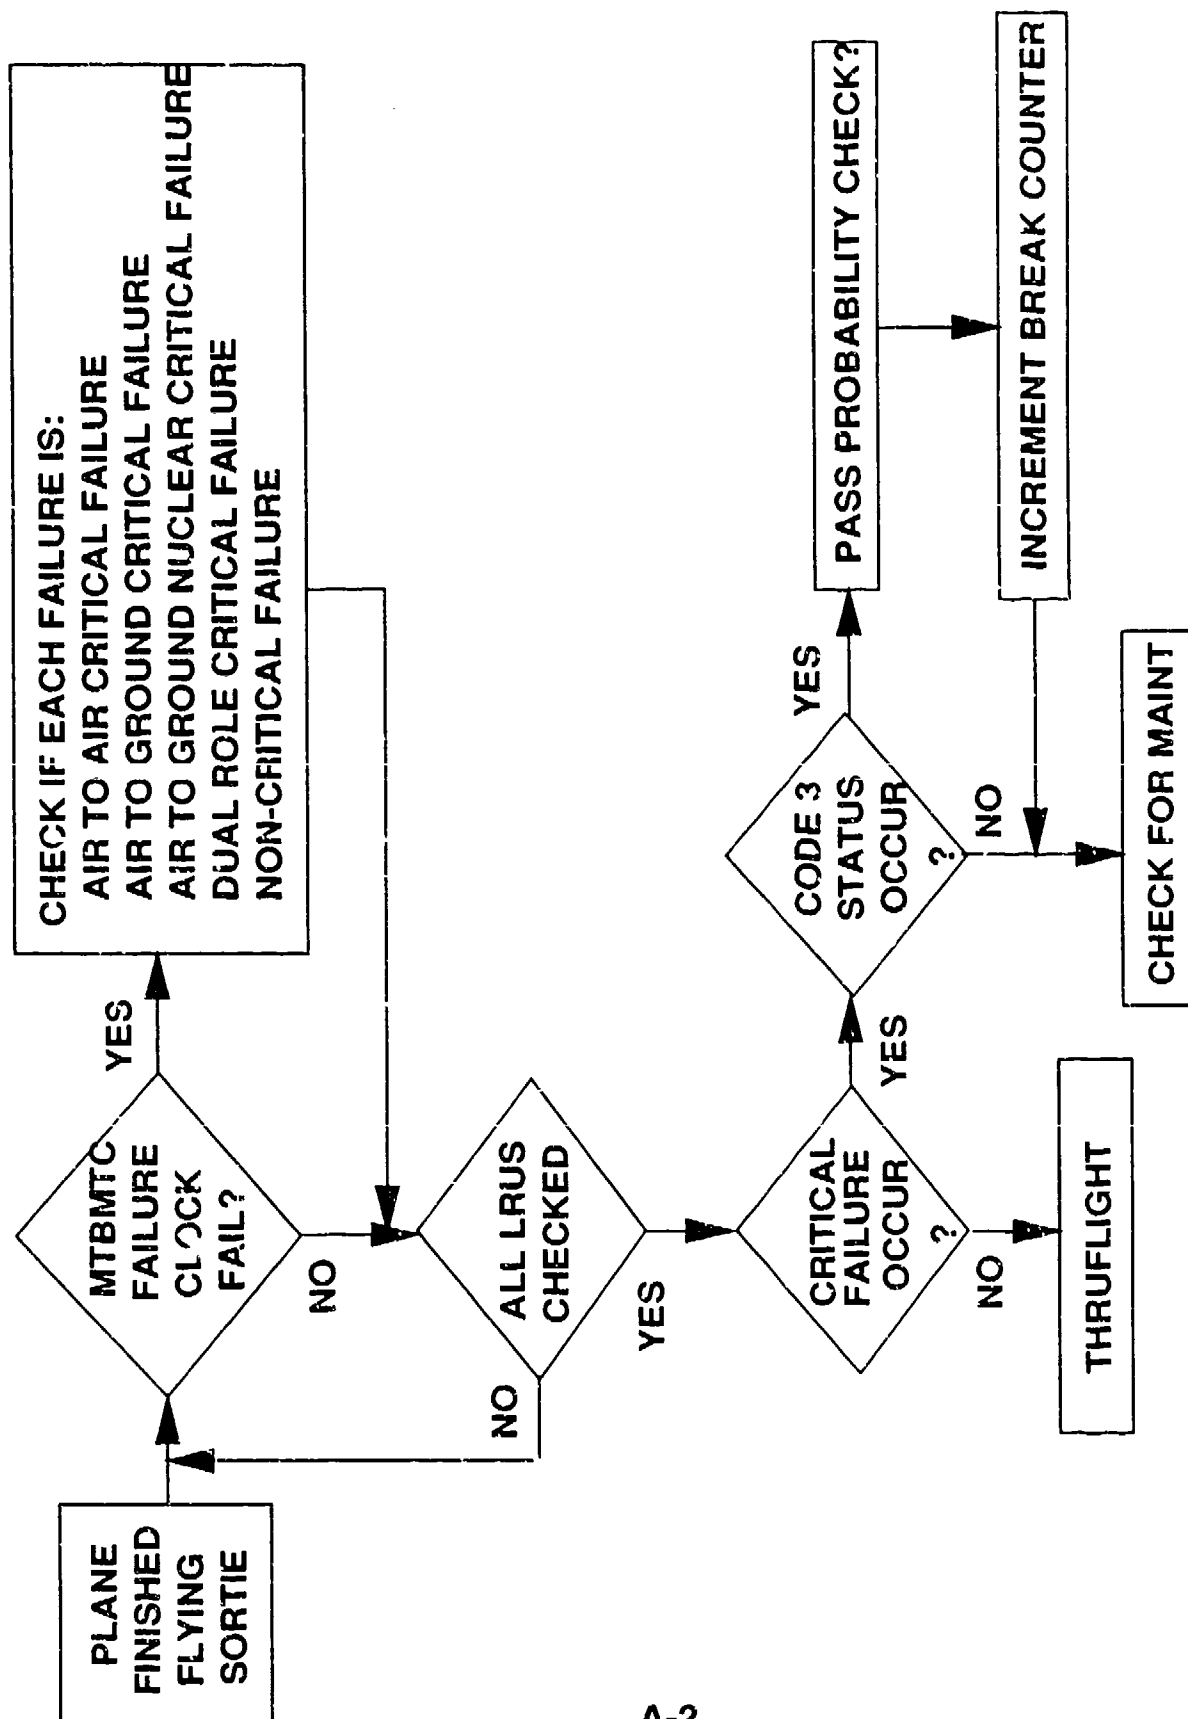 PLANE
FINISHED
FLYING
SORTIE
MTBMTC
FAILURE
CLOCK
FAIL?
YES
NO
CHECK IF EACH FAILURE IS:
AIR TO AIR CRITICAL FAILURE
AIR TO GROUND CRITICAL FAILURE
AIR TO GROUND NUCLEAR CRITICAL FAILURE
DUAL ROLE CRITICAL FAILURE
NON-CRITICAL FAILURE
ALL LRUS
CHECKED
NO
YES
CRITICAL
FAILURE
OCCUR
?
YES
NO
THRUFLIGHT
CODE 3
STATUS
OCCUR
?
YES
NO
PASS PROBABILITY CHECK?
INCREMENT BREAK COUNTER
CHECK FOR MAINT
A-2